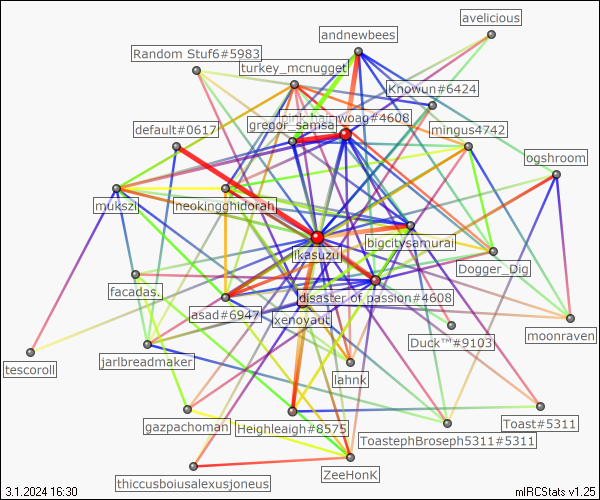 avelicious
andnewbees
Random Stuf6#5983
turkey_mcnugget
Knowun#6424
pink_hair_woag#4608
gregor_samsa
default#0617
mingus4742
ogshroom
mukszi
neokingghidorah
bigcitysamurai
likasuzu
Dogger_Dig
facadas.
disaster of passion#4608
asad#6947
xenoyaut
moonraven
Duck™#9103
tescoroll
jarlbreadmaker
lahnk
gazpachoman
Heighleaigh#8575
Toast#5311
ToastephBroseph5311#5311
thiccusboiusalexusjoneus
ZeeHonK
3.1.2024 16:30
mIRCStats v1.25